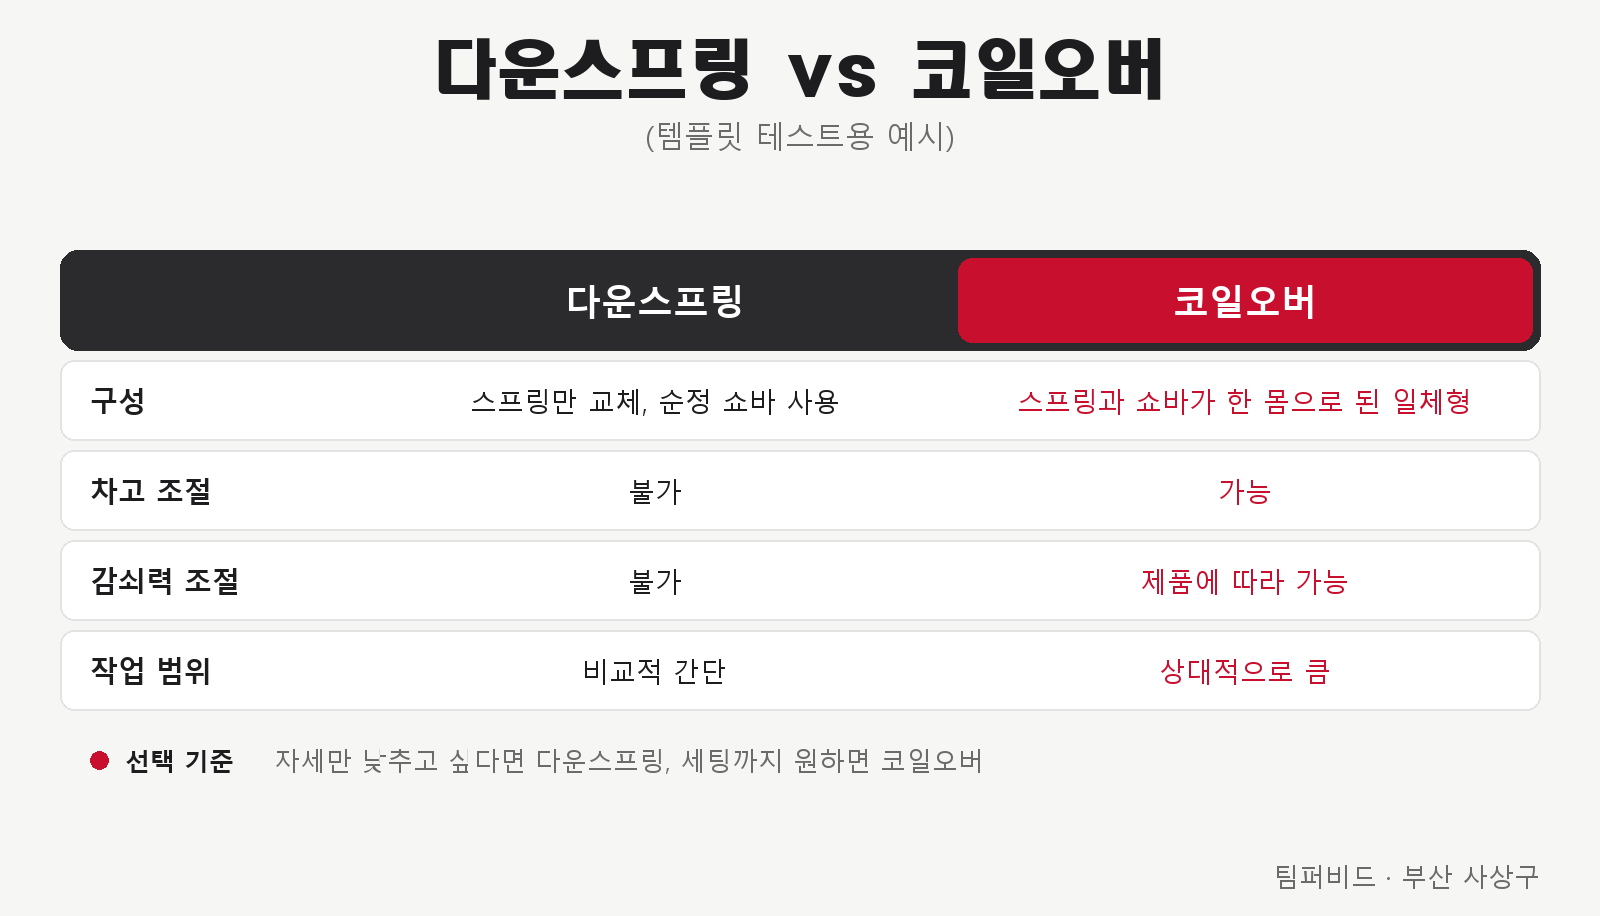 다운스프링 vs 코일오버
(템플릿 테스트용 예시)
다운스프링 코일오버
구성 스프링만 교체, 순정 쇼바 사용 스프링과 쇼바가 한 몸으로 된 일체형
차고 조절 불가 가능
감쇠력 조절 불가 제품에 따라 가능
작업 범위 비교적 간단 상대적으로 큼
선택 기준 자세만 낮추고 싶다면 다운스프링, 세팅까지 원하면 코일오버
팀퍼비드 · 부산 사상구